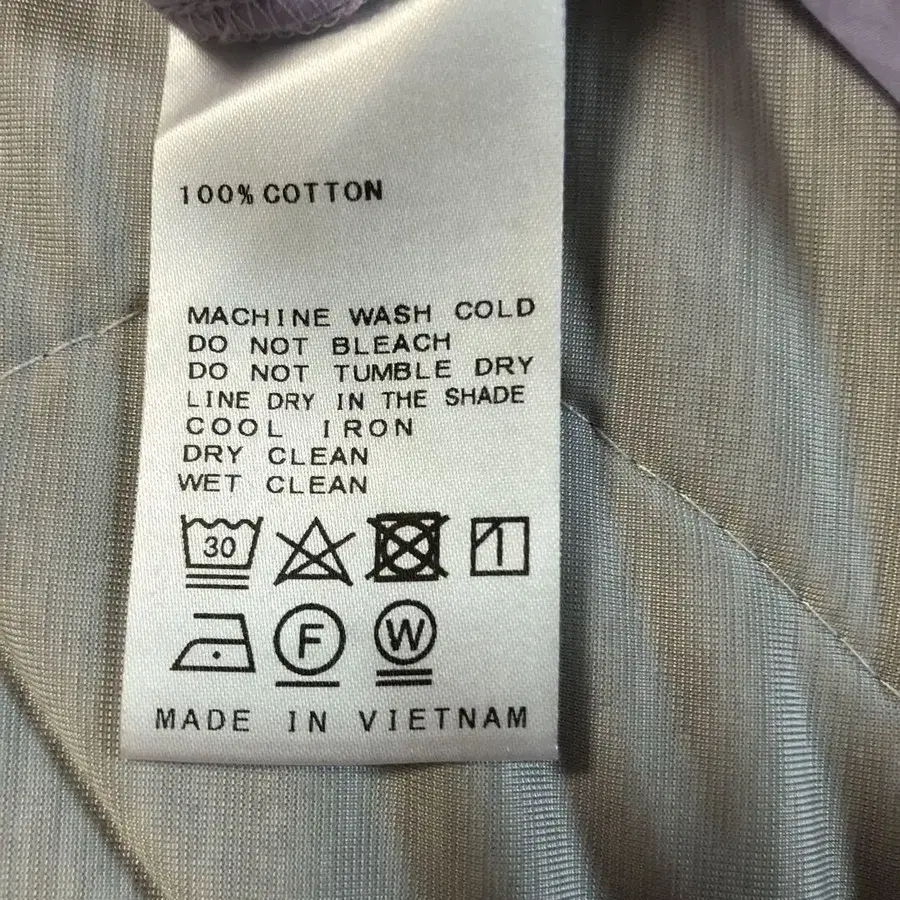 100% COTTON
MACHINE WASH COLD
DO NOT BLEACH
DO NOT TUMBLE DRY
LINE DRY IN THE SHADE
COOL IRON
DRY CLEAN
WET CLEAN
30
F W
MADE IN VIETNAM